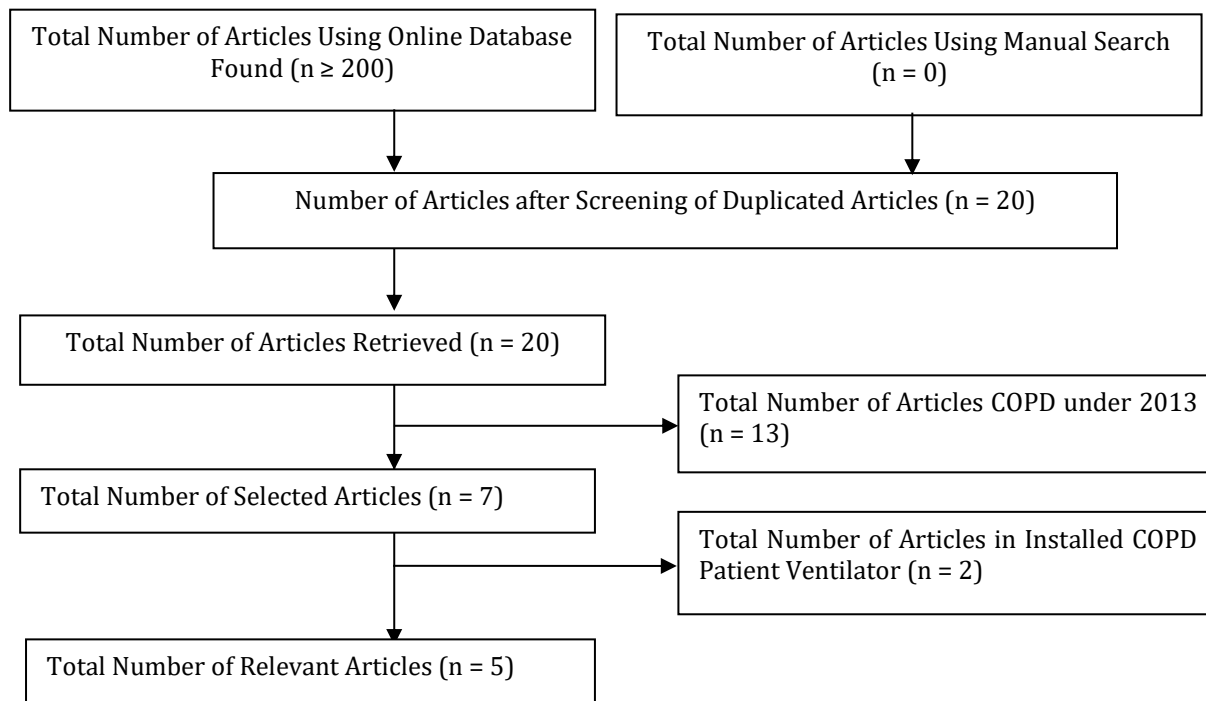 Total Number of Articles Using Online Database
Found (n ≥ 200)
Total Number of Articles Using Manual Search
(n = 0)
Number of Articles after Screening of Duplicated Articles (n = 20)
Total Number of Articles Retrieved (n = 20)
Total Number of Articles COPD under 2013
(n = 13)
Total Number of Selected Articles (n = 7)
Total Number of Articles in Installed COPD
Patient Ventilator (n = 2)
Total Number of Relevant Articles (n = 5)